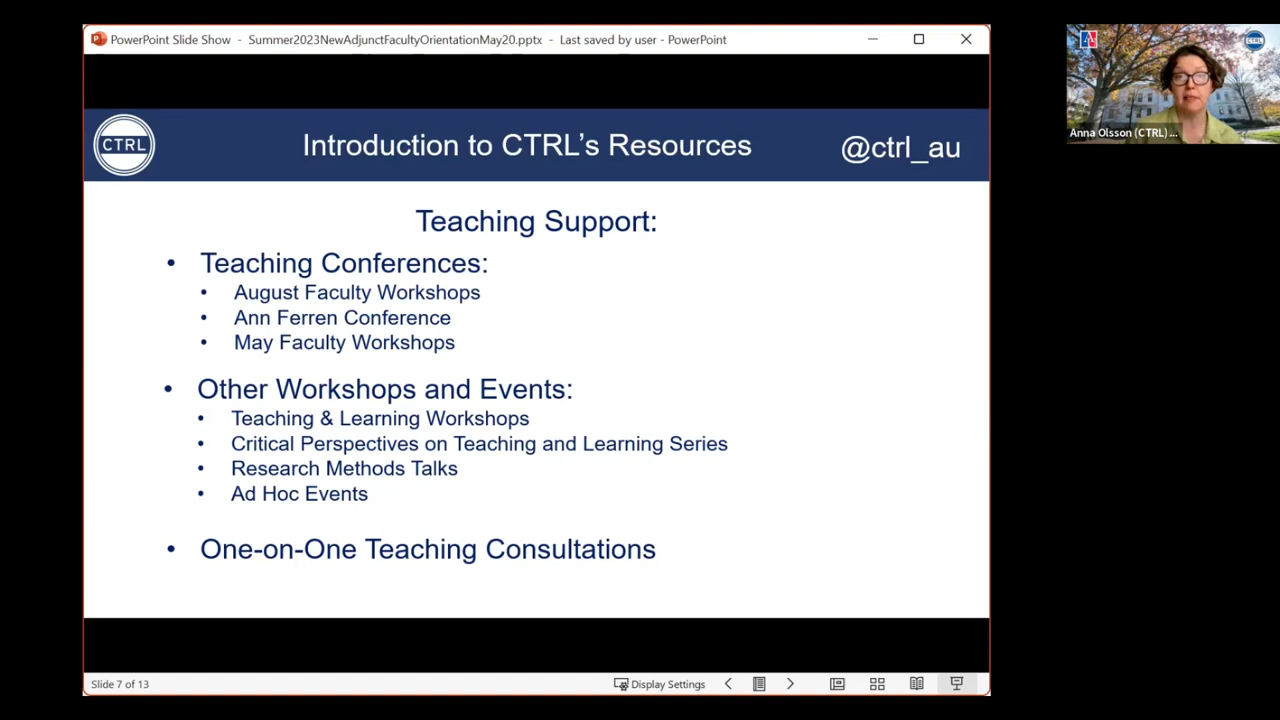 PowerPoint Slide Show - Summer2023NewAdjunctFacultyOrientationMay20.pptx - Last saved by user - PowerPoint
CTRL
Introduction to CTRL's Resources
@ctrl_au
Teaching Support:
• Teaching Conferences:
• August Faculty Workshops
• Ann Ferren Conference
• May Faculty Workshops
• Other Workshops and Events:
• Teaching & Learning Workshops
• Critical Perspectives on Teaching and Learning Series
• Research Methods Talks
• Ad Hoc Events
• One-on-One Teaching Consultations
Slide 7 of 13
Display Settings
CTRL
Anna Olsson (CTRL) ...